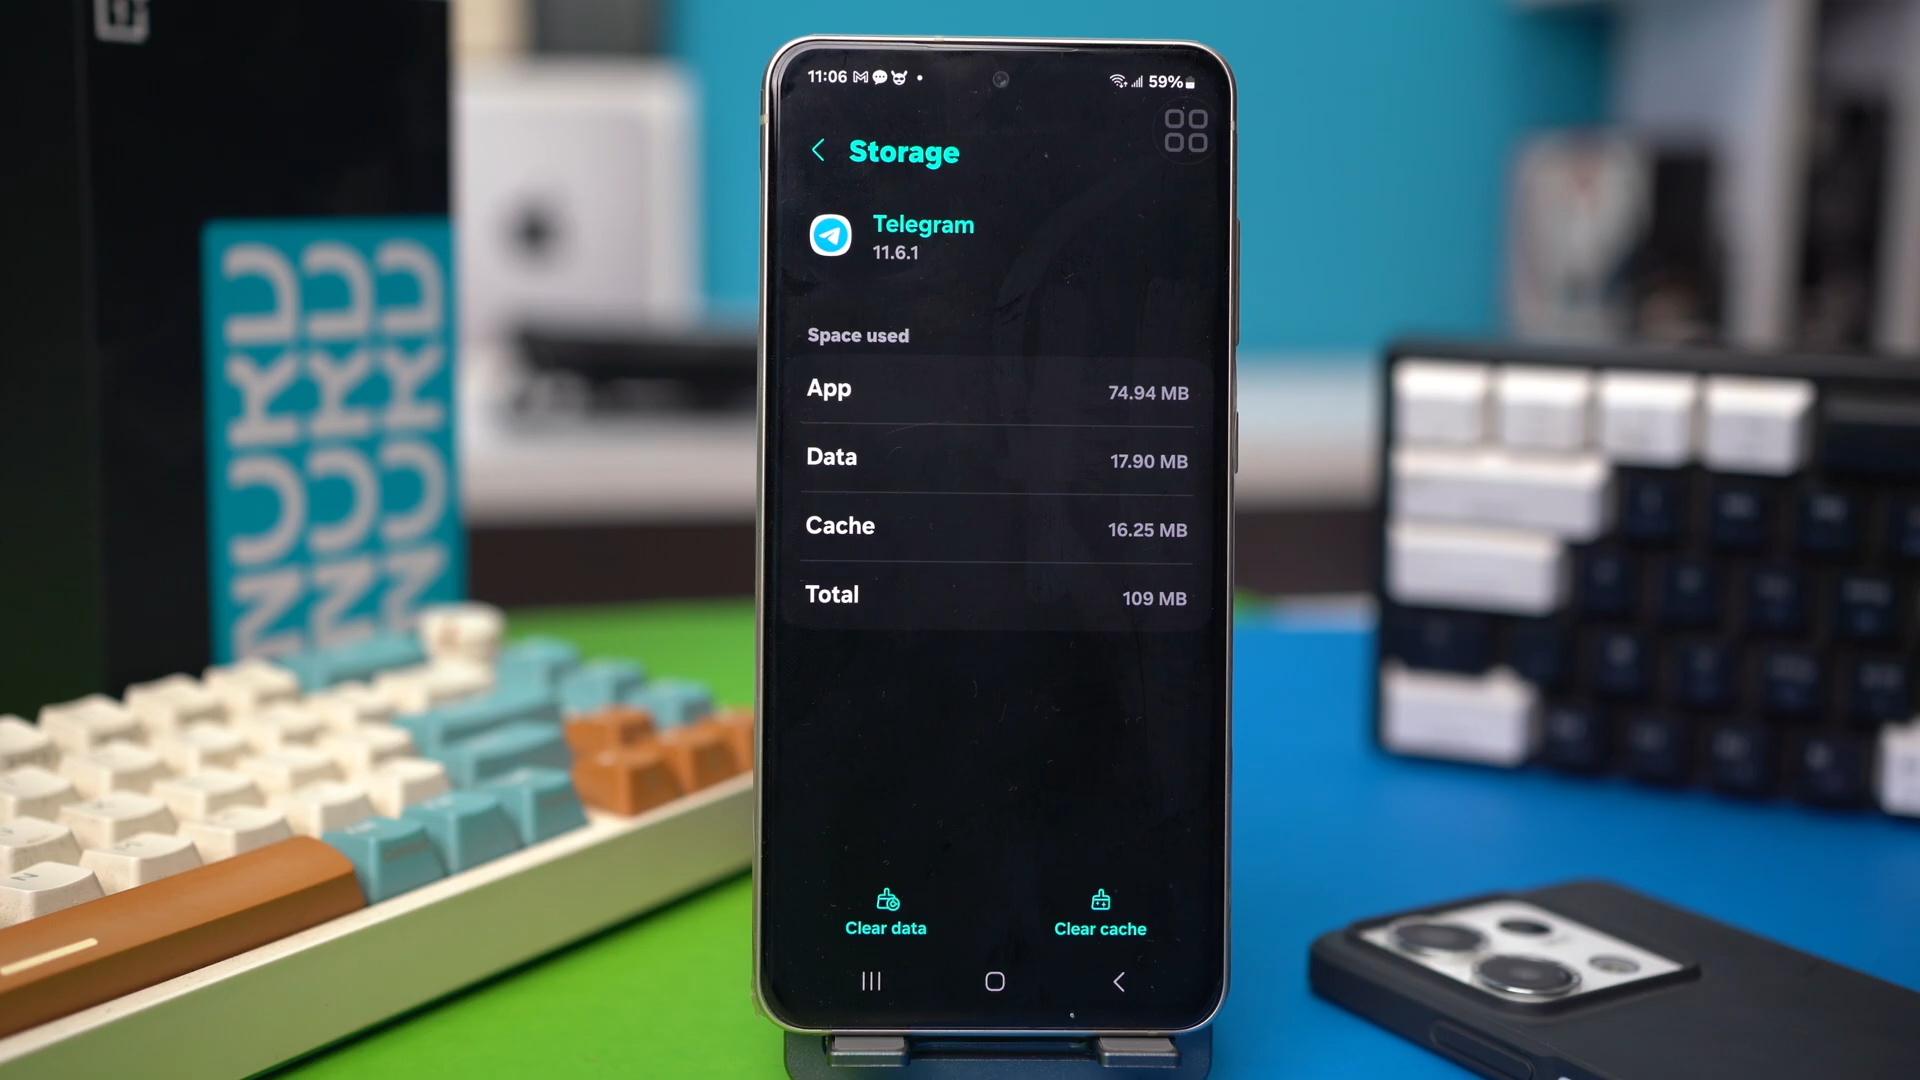 11:06
59%
Storage
Telegram
11.6.1
Space used
App 74.94 MB
Data 17.90 MB
Cache 16.25 MB
Total 109 MB
Clear data
Clear cache